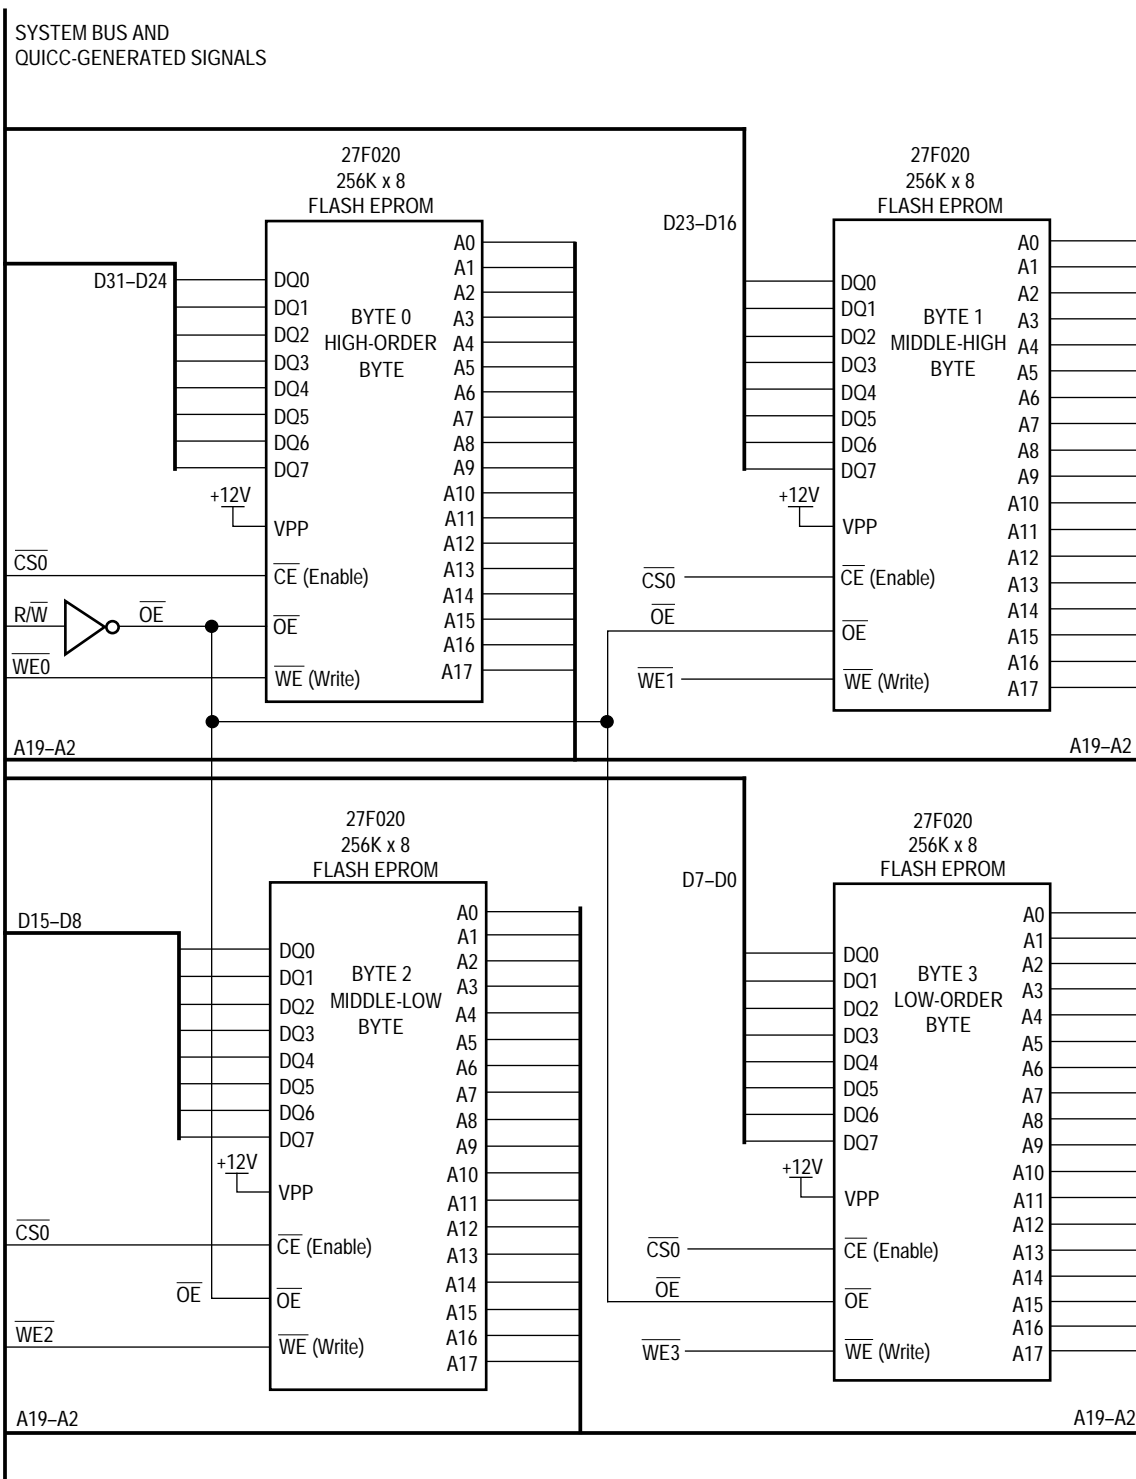 SYSTEM BUS AND
QUICC-GENERATED SIGNALS
27F020
256K x 8
FLASH EPROM
D31–D24
DQ0
DQ1
DQ2
DQ3
DQ4
DQ5
DQ6
DQ7
BYTE 0
HIGH-ORDER
BYTE
A0
A1
A2
A3
A4
A5
A6
A7
A8
A9
A10
A11
A12
A13
A14
A15
A16
A17
+12V
VPP
CS0
CE (Enable)
R/W
OE
OE
WE0
WE (Write)
A19–A2
27F020
256K x 8
FLASH EPROM
D23–D16
DQ0
DQ1
DQ2
DQ3
DQ4
DQ5
DQ6
DQ7
BYTE 1
MIDDLE-HIGH
BYTE
A0
A1
A2
A3
A4
A5
A6
A7
A8
A9
A10
A11
A12
A13
A14
A15
A16
A17
+12V
VPP
CS0
CE (Enable)
OE
OE
WE1
WE (Write)
A19–A2
27F020
256K x 8
FLASH EPROM
D15–D8
DQ0
DQ1
DQ2
DQ3
DQ4
DQ5
DQ6
DQ7
BYTE 2
MIDDLE-LOW
BYTE
A0
A1
A2
A3
A4
A5
A6
A7
A8
A9
A10
A11
A12
A13
A14
A15
A16
A17
+12V
VPP
CS0
CE (Enable)
OE
OE
WE2
WE (Write)
A19–A2
27F020
256K x 8
FLASH EPROM
D7–D0
DQ0
DQ1
DQ2
DQ3
DQ4
DQ5
DQ6
DQ7
BYTE 3
LOW-ORDER
BYTE
A0
A1
A2
A3
A4
A5
A6
A7
A8
A9
A10
A11
A12
A13
A14
A15
A16
A17
+12V
VPP
CS0
CE (Enable)
OE
OE
WE3
WE (Write)
A19–A2